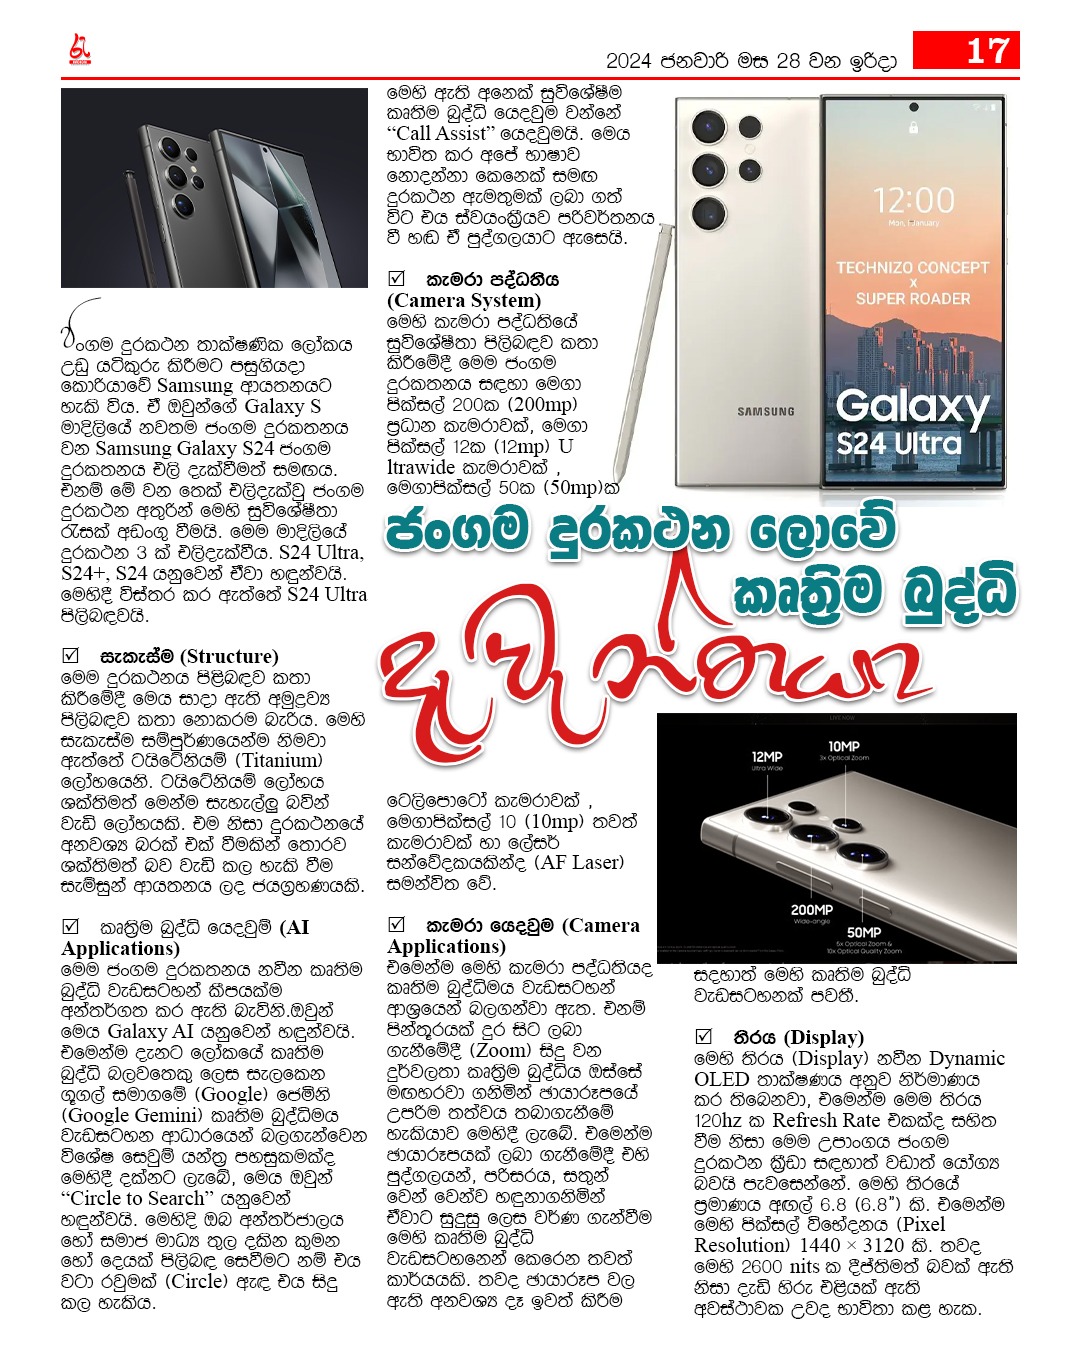 රැ
2024 ජනවාරි මස 28 වන ඉරිදා
17
ජංගම දුරකථන තාක්ෂණික ලෝකය
උඩු යටිකුරු කිරීමට පසුගියදා
කොරියාවේ Samsung ආයතනයට
හැකි විය. ඒ ඔවුන්ගේ Galaxy S
මාදිලියේ නවතම ජංගම දුරකතනය
වන Samsung Galaxy S24 ජංගම
දුරකතනය එලි දැක්වීමත් සමඟය.
එනම් මේ වන තෙක් එලිදැක්වූ ජංගම
දුරකථන අතුරින් මෙහි සුවිශේෂීතා
රැසක් අඩංගු වීමයි. මෙම මාදිලියේ
දුරකථන 3 ක් එලිදැක්වීය. S24 Ultra,
S24+, S24 යනුවෙන් ඒවා හඳුන්වයි.
මෙහිදී විස්තර කර ඇත්තේ S24 Ultra
පිලිබඳවයි.
☑ සැකැස්ම (Structure)
මෙම දුරකථනය පිළිබඳව කතා
කිරීමේදී මෙය සාදා ඇති අමුද්‍රව්‍ය
පිලිබඳව කතා නොකරම බැරිය. මෙහි
සැකැස්ම සම්පුර්ණයෙන්ම නිමවා
ඇත්තේ ටයිටේනියම් (Titanium)
ලෝහයෙනි. ටයිටේනියම් ලෝහය
ශක්තිමත් මෙන්ම සැහැල්ලු බවින්
වැඩි ලෝහයකි. එම නිසා දුරකථනයේ
අනවශ්‍ය බරක් එක් වීමකින් තොරව
ශක්තිමත් බව වැඩි කල හැකි වීම
සැම්සුන් ආයතනය ලද ජයග්‍රහණයකි.
☑ කෘත්‍රිම බුද්ධි යෙදවුම් (AI
Applications)
මෙම ජංගම දුරකතනය නවීන කෘතිම
බුද්ධි වැඩසටහන් කීපයක්ම
අන්තර්ගත කර ඇති බැවිනි.ඔවුන්
මෙය Galaxy AI යනුවෙන් හඳුන්වයි.
එමෙන්ම දැනට ලෝකයේ කෘතිම
බුද්ධි බලවතෙකු ලෙස සැලකෙන
ගූගල් සමාගමේ (Google) ජෙමිනි
(Google Gemini) කෘතිම බුද්ධිමය
වැඩසටහන ආධාරයෙන් බලගැන්වෙන
විශේෂ සෙවුම් යන්ත්‍ර පහසුකමක්ද
මෙහිදී දක්නට ලැබේ, මෙය ඔවුන්
“Circle to Search” යනුවෙන්
හඳුන්වයි. මෙහිදි ඔබ අන්තර්ජාලය
හෝ සමාජ මාධ්‍ය තුල දකින කුමන
හෝ දෙයක් පිලිබඳ සෙවීමට නම් එය
වටා රවුමක් (Circle) ඇඳ එය සිදු
කල හැකිය.
මෙහි ඇති අනෙක් සුවිශේෂීම
කෘතිම බුද්ධි යෙදවුම වන්නේ
“Call Assist” යෙදවුමයි. මෙය
භාවිත කර අපේ භාෂාව
නොදන්නා කෙනෙක් සමඟ
දුරකථන ඇමතුමක් ලබා ගත්
විට එය ස්වයංක්‍රීයව පරිවර්තනය
වී හඬ ඒ පුද්ගලයාට ඇසෙයි.
☑ කැමරා පද්ධතිය
(Camera System)
මෙහි කැමරා පද්ධතියේ
සුවිශේෂීතා පිලිබඳව කතා
කිරීමේදී මෙම ජංගම
දුරකතනය සඳහා මෙගා
පික්සල් 200ක (200mp)
ප්‍රධාන කැමරාවක්, මෙගා
පික්සල් 12ක (12mp) U
ltrawide කැමරාවක් ,
මෙගාපික්සල් 50ක (50mp)ක
SAMSUNG
12:00
Mon, 1 January
TECHNIZO CONCEPT
x
SUPER ROADER
Galaxy
S24 Ultra
ජංගම දුරකථන ලොවේ
කෘත්‍රිම බුද්ධි
දැවැන්තයා
ටෙලිපොටෝ කැමරාවක් ,
මෙගාපික්සල් 10 (10mp) තවත්
කැමරාවක් හා ලේසර්
සන්වේදකයකින්ද (AF Laser)
සමන්විත වේ.
☑ කැමරා යෙදවුම (Camera
Applications)
එමෙන්ම මෙහි කැමරා පද්ධතියද
කෘතිම බුද්ධිමය වැඩසටහන්
ආශ්‍රයෙන් බලගන්වා ඇත. එනම්
පින්තූරයක් දුර සිට ලබා
ගැනීමේදී (Zoom) සිදු වන
දුර්වලතා කෘත්‍රිම බුද්ධිය ඔස්සේ
මඟහරවා ගනිමින් ඡායාරූපයේ
උපරිම තත්වය තබාගැනීමේ
හැකියාව මෙහිදී ලැබේ. එමෙන්ම
ඡායාරූපයක් ලබා ගැනීමේදී එහි
පුද්ගලයන්, පරිසරය, සතුන්
වෙන් වෙන්ව හඳුනාගනිමින්
ඒවාට සුදුසු ලෙස වර්ණ ගැන්වීම
මෙහි කෘතිම බුද්ධි
වැඩසටහනෙන් කෙරෙන තවත්
කාර්යයකි. තවද ඡායාරූප වල
ඇති අනවශ්‍ය දෑ ඉවත් කිරීම
LIVE NOW
12MP
Ultra Wide
10MP
3x Optical Zoom
200MP
Wide-angle
50MP
5x Optical Zoom &
10x Optical Quality Zoom
සදහාත් මෙහි කෘතිම බුද්ධි
වැඩසටහනක් පවතී.
☑ තිරය (Display)
මෙහි තිරය (Display) නවීන Dynamic
OLED තාක්ෂණය අනුව නිර්මාණය
කර තිබෙනවා, එමෙන්ම මෙම තිරය
120hz ක Refresh Rate එකක්ද සහිත
වීම නිසා මෙම උපාංගය ජංගම
දුරකථන ක්‍රීඩා සඳහාත් වඩාත් යෝග්‍ය
බවයි පැවසෙන්නේ. මෙහි තිරයේ
ප්‍රමාණය අඟල් 6.8 (6.8”) කි. එමෙන්ම
මෙහි පික්සල් විභේදනය (Pixel
Resolution) 1440 × 3120 කි. තවද
මෙහි 2600 nits ක දීප්තිමත් බවක් ඇති
නිසා දැඩි හිරු එළියක් ඇති
අවස්ථාවක උවද භාවිතා කළ හැක.